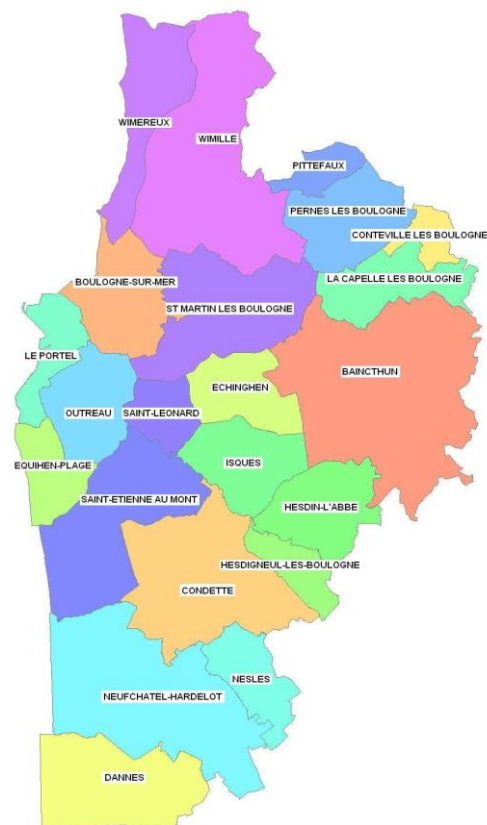 WIMEREUX
WIMILLE
PITTEFAUX
PERNES LES BOULOGNE
CONTEVILLE LES BOULOGNE
LA CAPELLE LES BOULOGNE
BOULOGNE-SUR-MER
ST MARTIN LES BOULOGNE
LE PORTEL
BAINCTHUN
ECHINGHEN
OUTREAU
SAINT-LEONARD
EQUIHEN-PLAGE
ISQUES
SAINT-ETIENNE AU MONT
HESDIN-L'ABBE
HESDIGNEUL-LES-BOULOGNE
CONDETTE
NESLES
NEUFCHATEL-HARDELOT
DANNES